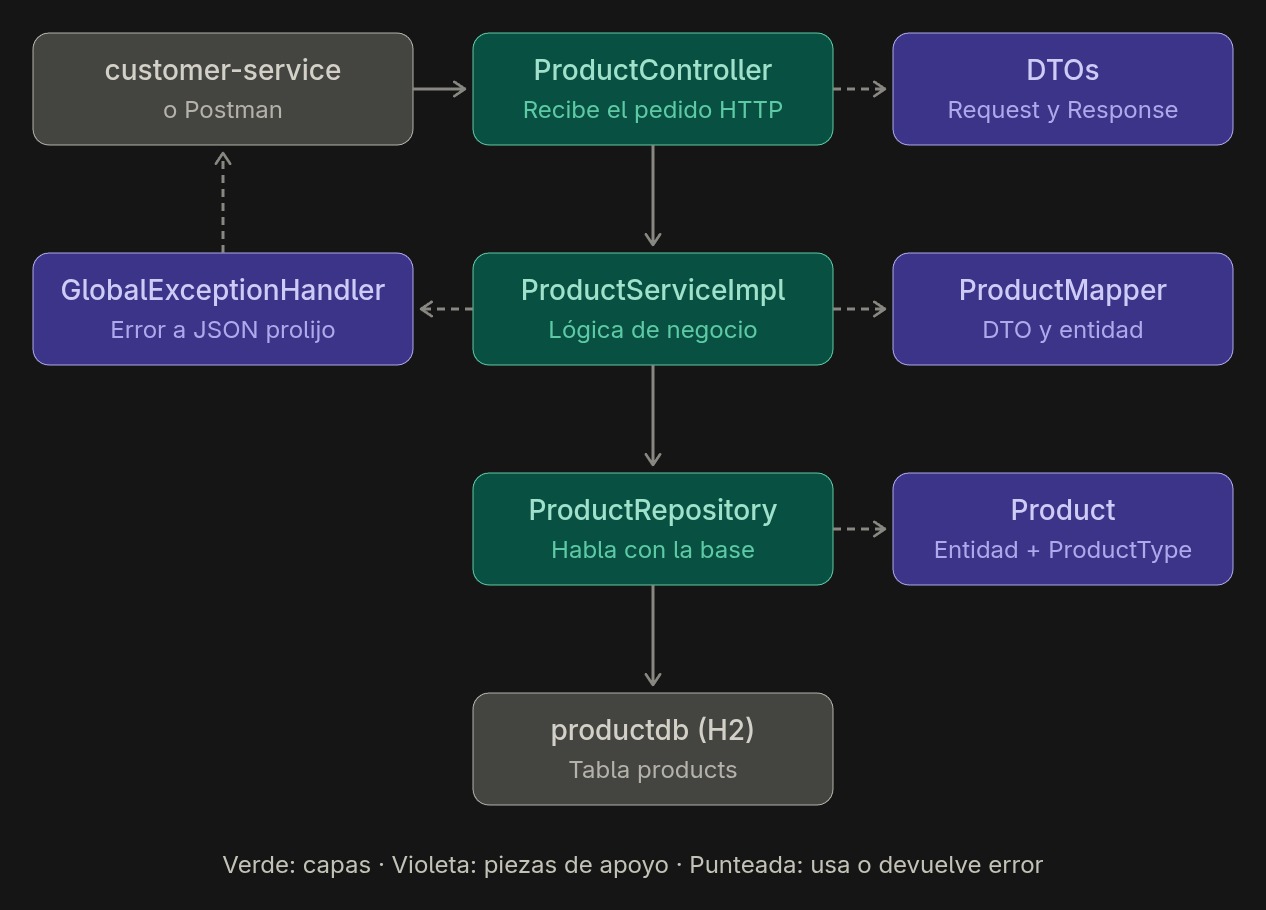 customer-service
o Postman
ProductController
Recibe el pedido HTTP
DTOs
Request y Response
GlobalExceptionHandler
Error a JSON prolijo
ProductServiceImpl
Lógica de negocio
ProductMapper
DTO y entidad
ProductRepository
Habla con la base
Product
Entidad + ProductType
productdb (H2)
Tabla products
Verde: capas · Violeta: piezas de apoyo · Punteada: usa o devuelve error